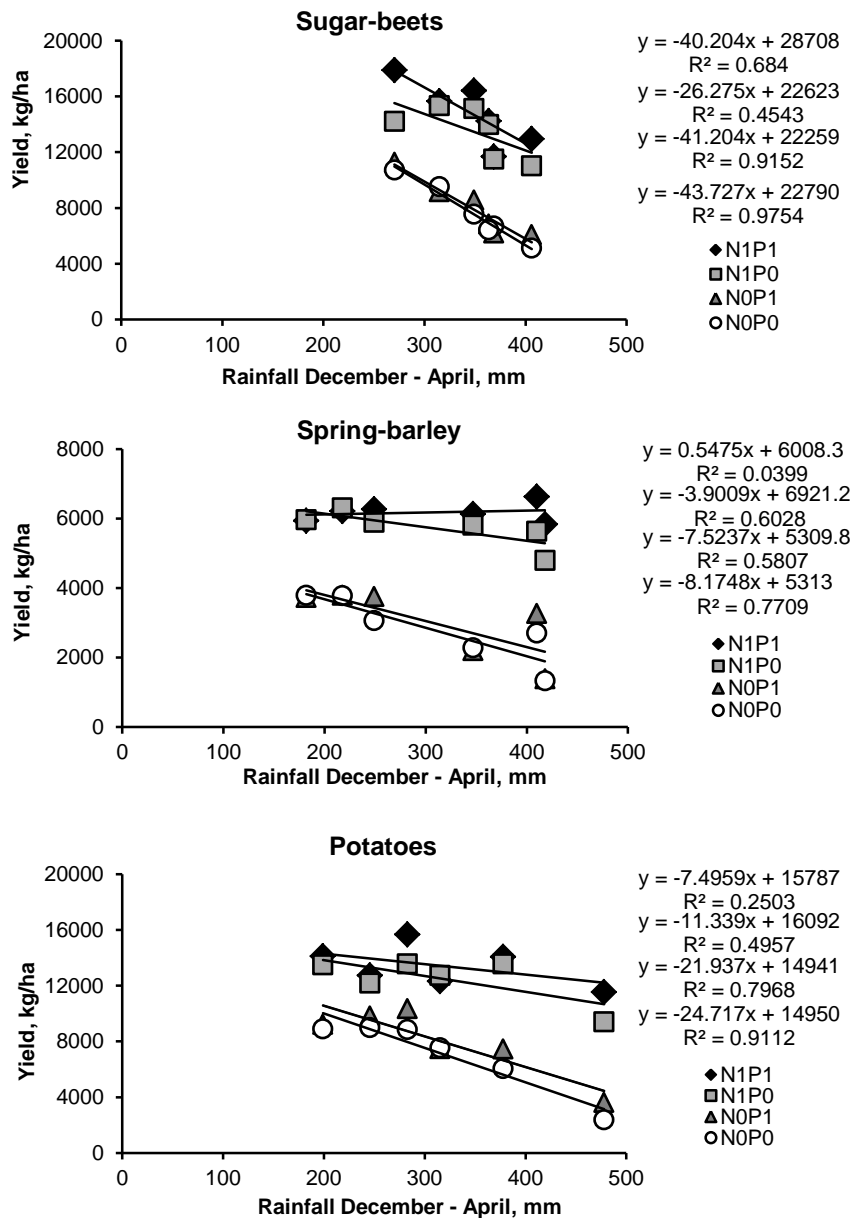 Sugar-beets
20000
16000
12000
8000
4000
0
Yield, kg/ha
0 100 200 300 400 500
Rainfall December - April, mm
y = -40.204x + 28708
R² = 0.684
y = -26.275x + 22623
R² = 0.4543
y = -41.204x + 22259
R² = 0.9152
y = -43.727x + 22790
R² = 0.9754
N1P1
N1P0
N0P1
N0P0
Spring-barley
8000
6000
4000
2000
0
Yield, kg/ha
0 100 200 300 400 500
Rainfall December - April, mm
y = 0.5475x + 6008.3
R² = 0.0399
y = -3.9009x + 6921.2
R² = 0.6028
y = -7.5237x + 5309.8
R² = 0.5807
y = -8.1748x + 5313
R² = 0.7709
N1P1
N1P0
N0P1
N0P0
Potatoes
20000
16000
12000
8000
4000
0
Yield, kg/ha
0 100 200 300 400 500
Rainfall December - April, mm
y = -7.4959x + 15787
R² = 0.2503
y = -11.339x + 16092
R² = 0.4957
y = -21.937x + 14941
R² = 0.7968
y = -24.717x + 14950
R² = 0.9112
N1P1
N1P0
N0P1
N0P0